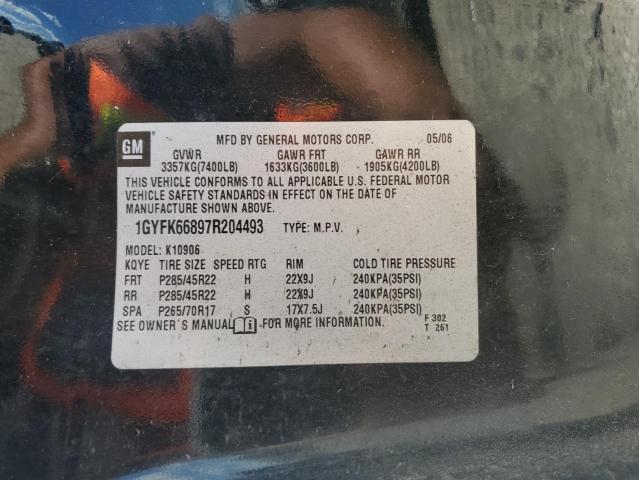 GM
MFD BY GENERAL MOTORS CORP. 05/06
GVWR GAWR FRT GAWR RR
3357KG(7400LB) 1633KG(3600LB) 1905KG(4200LB)
THIS VEHICLE CONFORMS TO ALL APPLICABLE U.S. FEDERAL MOTOR
VEHICLE SAFETY STANDARDS IN EFFECT ON THE DATE OF
MANUFACTURE SHOWN ABOVE.
1GYFK66897R204493 TYPE: M.P.V.
MODEL: K10906
KQYE TIRE SIZE SPEED RTG RIM COLD TIRE PRESSURE
FRT P285/45R22 H 22X9J 240KPA(35PSI)
RR P285/45R22 H 22X9J 240KPA(35PSI)
SPA P265/70R17 S 17X7.5J 240KPA(35PSI)
SEE OWNER'S MANUAL FOR MORE INFORMATION.
F 302
T 261